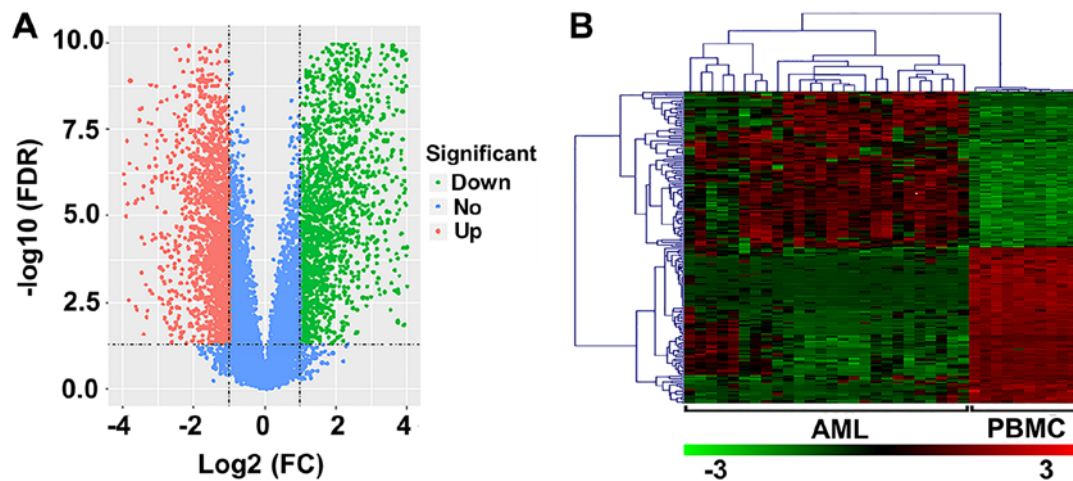 A
10.0
7.5
5.0
2.5
0.0
-log10 (FDR)
-4 -2 0 2 4
Log2 (FC)
Significant
Down
No
Up
B
AML PBMC
-3 3